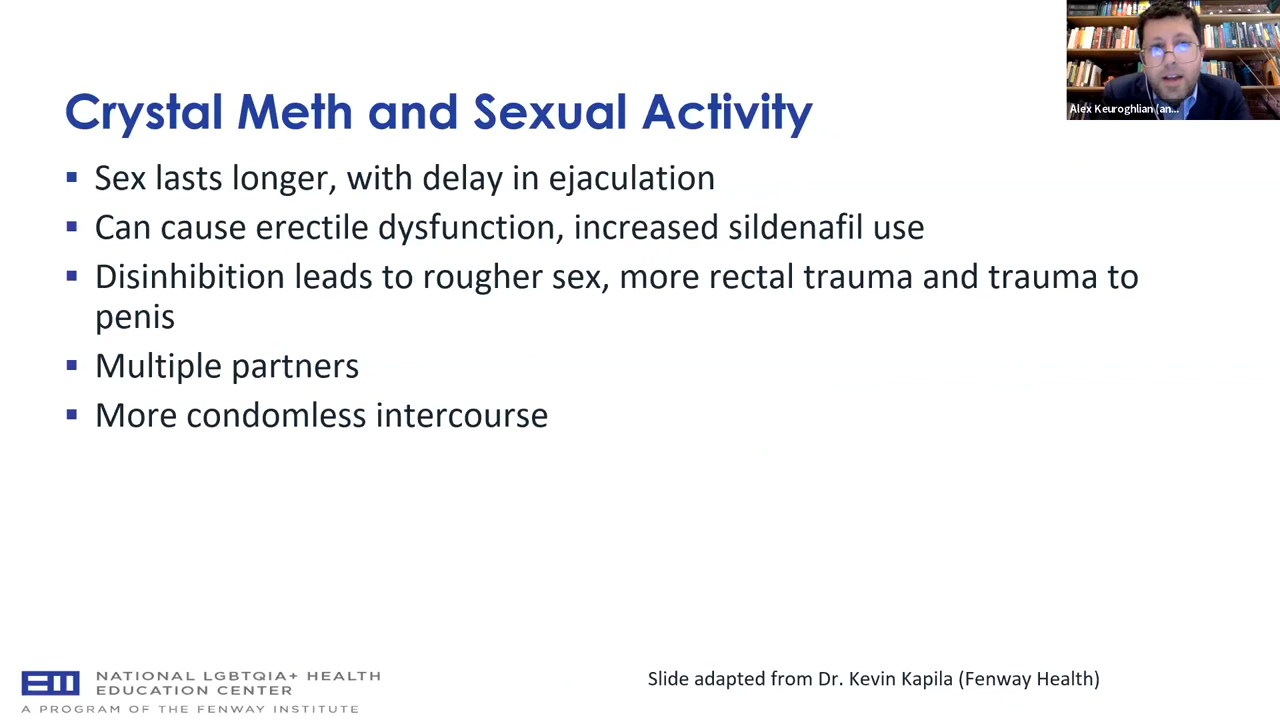 Alex Keuroghlian (an...
Crystal Meth and Sexual Activity
Sex lasts longer, with delay in ejaculation
Can cause erectile dysfunction, increased sildenafil use
Disinhibition leads to rougher sex, more rectal trauma and trauma to
penis
Multiple partners
More condomless intercourse
NATIONAL LGBTQIA+ HEALTH
EDUCATION CENTER
A PROGRAM OF THE FENWAY INSTITUTE
Slide adapted from Dr. Kevin Kapila (Fenway Health)